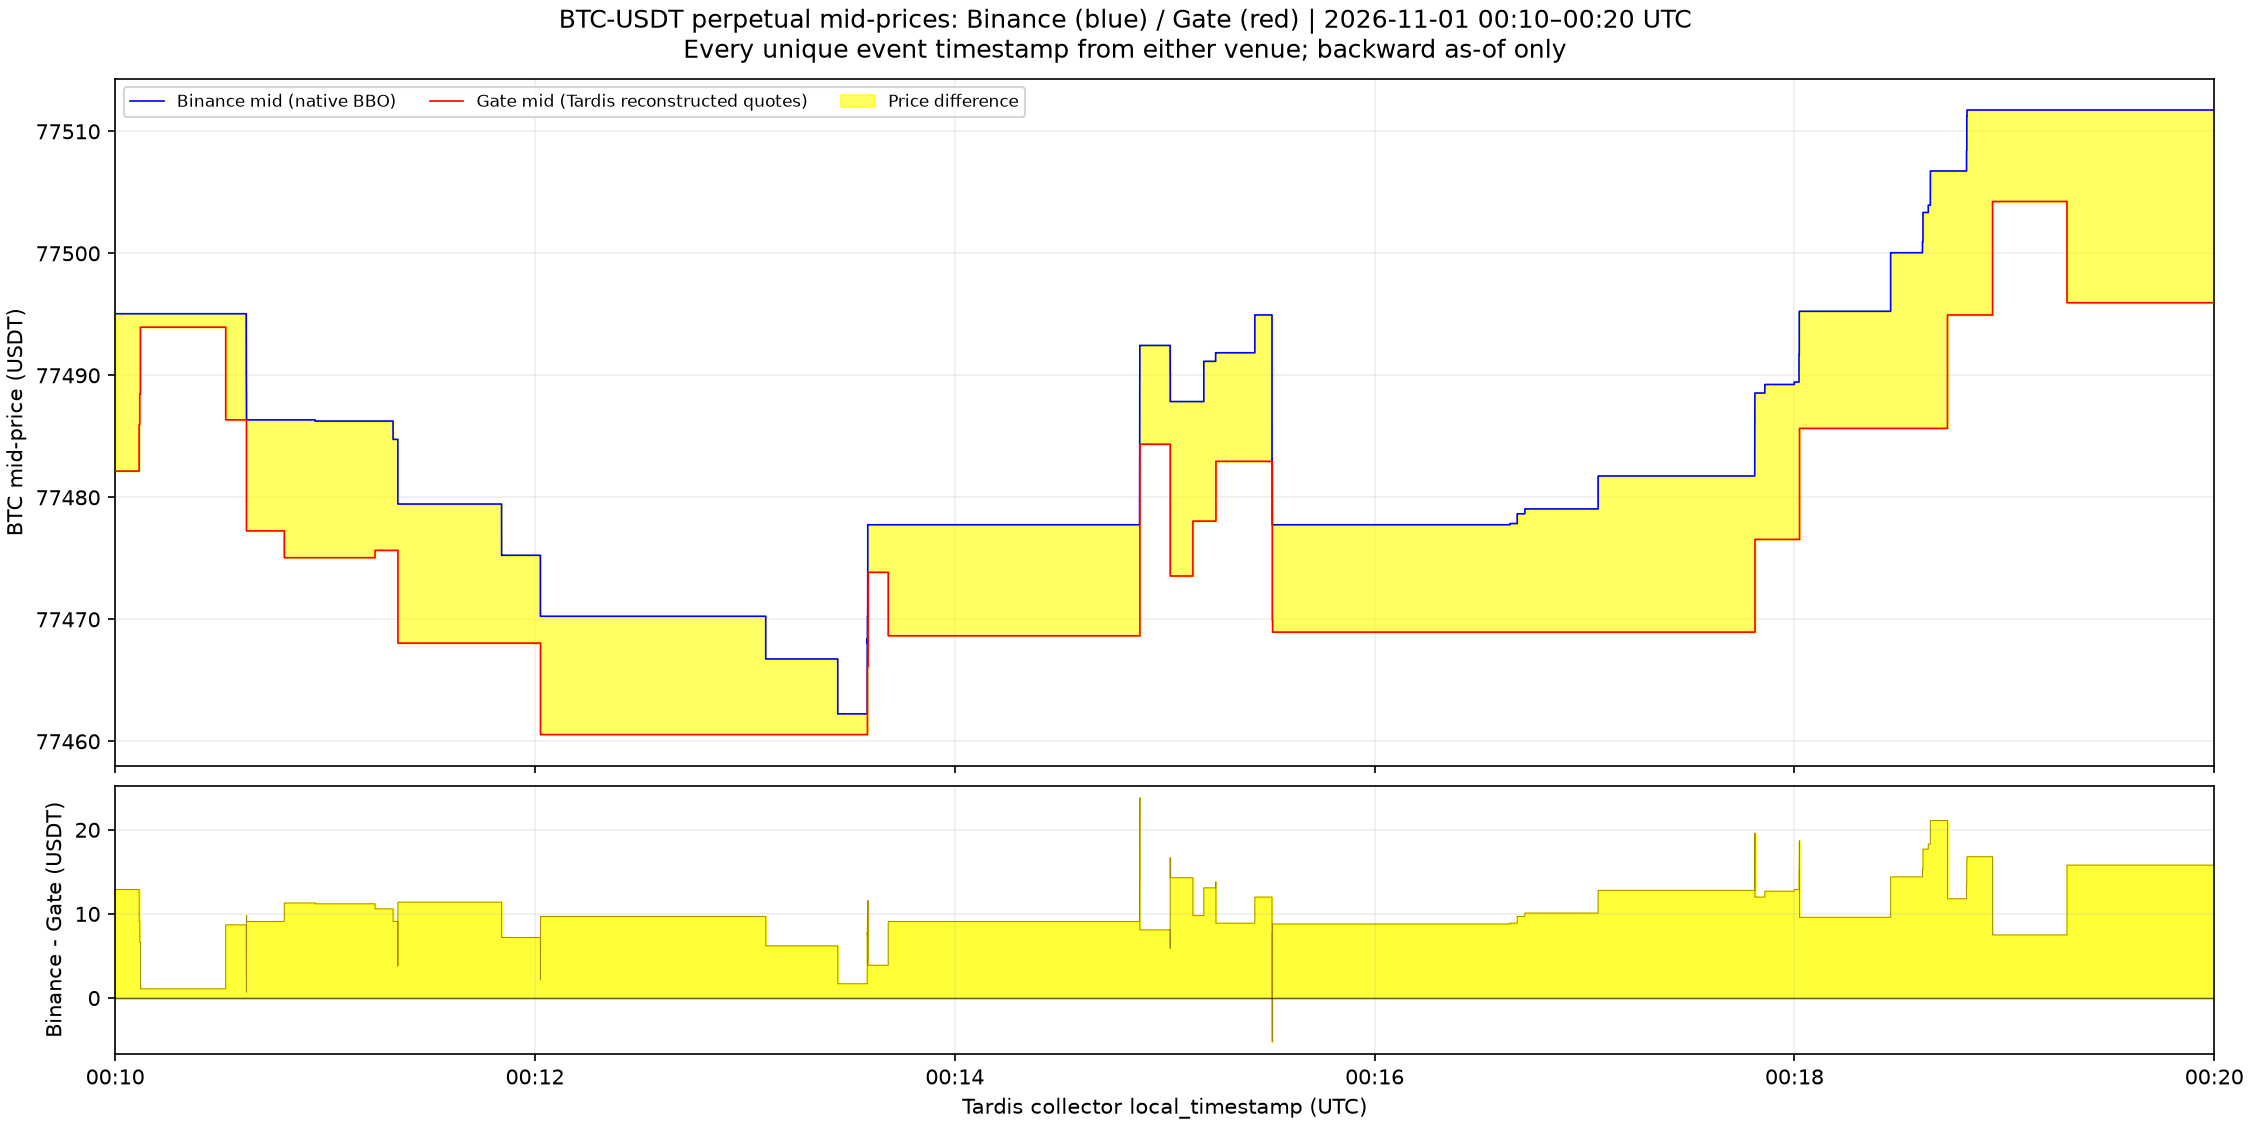 BTC-USDT perpetual mid-prices: Binance (blue) / Gate (red) | 2026-11-01 00:10–00:20 UTC
Every unique event timestamp from either venue; backward as-of only
Binance mid (native BBO)
Gate mid (Tardis reconstructed quotes)
Price difference
BTC mid-price (USDT)
77510
77500
77490
77480
77470
77460
Binance - Gate (USDT)
20
10
0
00:10
00:12
00:14
00:16
00:18
00:20
Tardis collector local_timestamp (UTC)